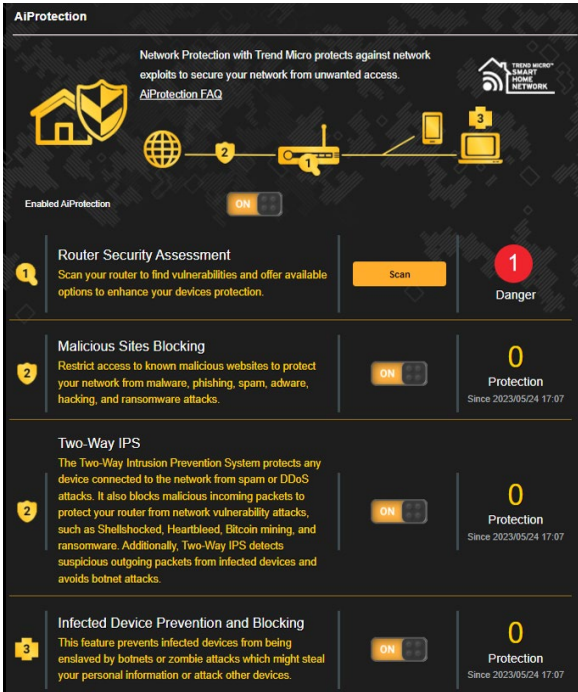 AiProtection
Network Protection with Trend Micro protects against network
exploits to secure your network from unwanted access.
AiProtection FAQ
TREND MICRO™
SMART
HOME
NETWORK
3
2
1
Enabled AiProtection
ON
1
Router Security Assessment
Scan your router to find vulnerabilities and offer available
options to enhance your devices protection.
Scan
1
Danger
2
Malicious Sites Blocking
Restrict access to known malicious websites to protect
your network from malware, phishing, spam, adware,
hacking, and ransomware attacks.
ON
0
Protection
Since 2023/05/24 17:07
2
Two-Way IPS
The Two-Way Intrusion Prevention System protects any
device connected to the network from spam or DDoS
attacks. It also blocks malicious incoming packets to
protect your router from network vulnerability attacks,
such as Shellshocked, Heartbleed, Bitcoin mining, and
ransomware. Additionally, Two-Way IPS detects
suspicious outgoing packets from infected devices and
avoids botnet attacks.
ON
0
Protection
Since 2023/05/24 17:07
3
Infected Device Prevention and Blocking
This feature prevents infected devices from being
enslaved by botnets or zombie attacks which might steal
your personal information or attack other devices.
ON
0
Protection
Since 2023/05/24 17:07